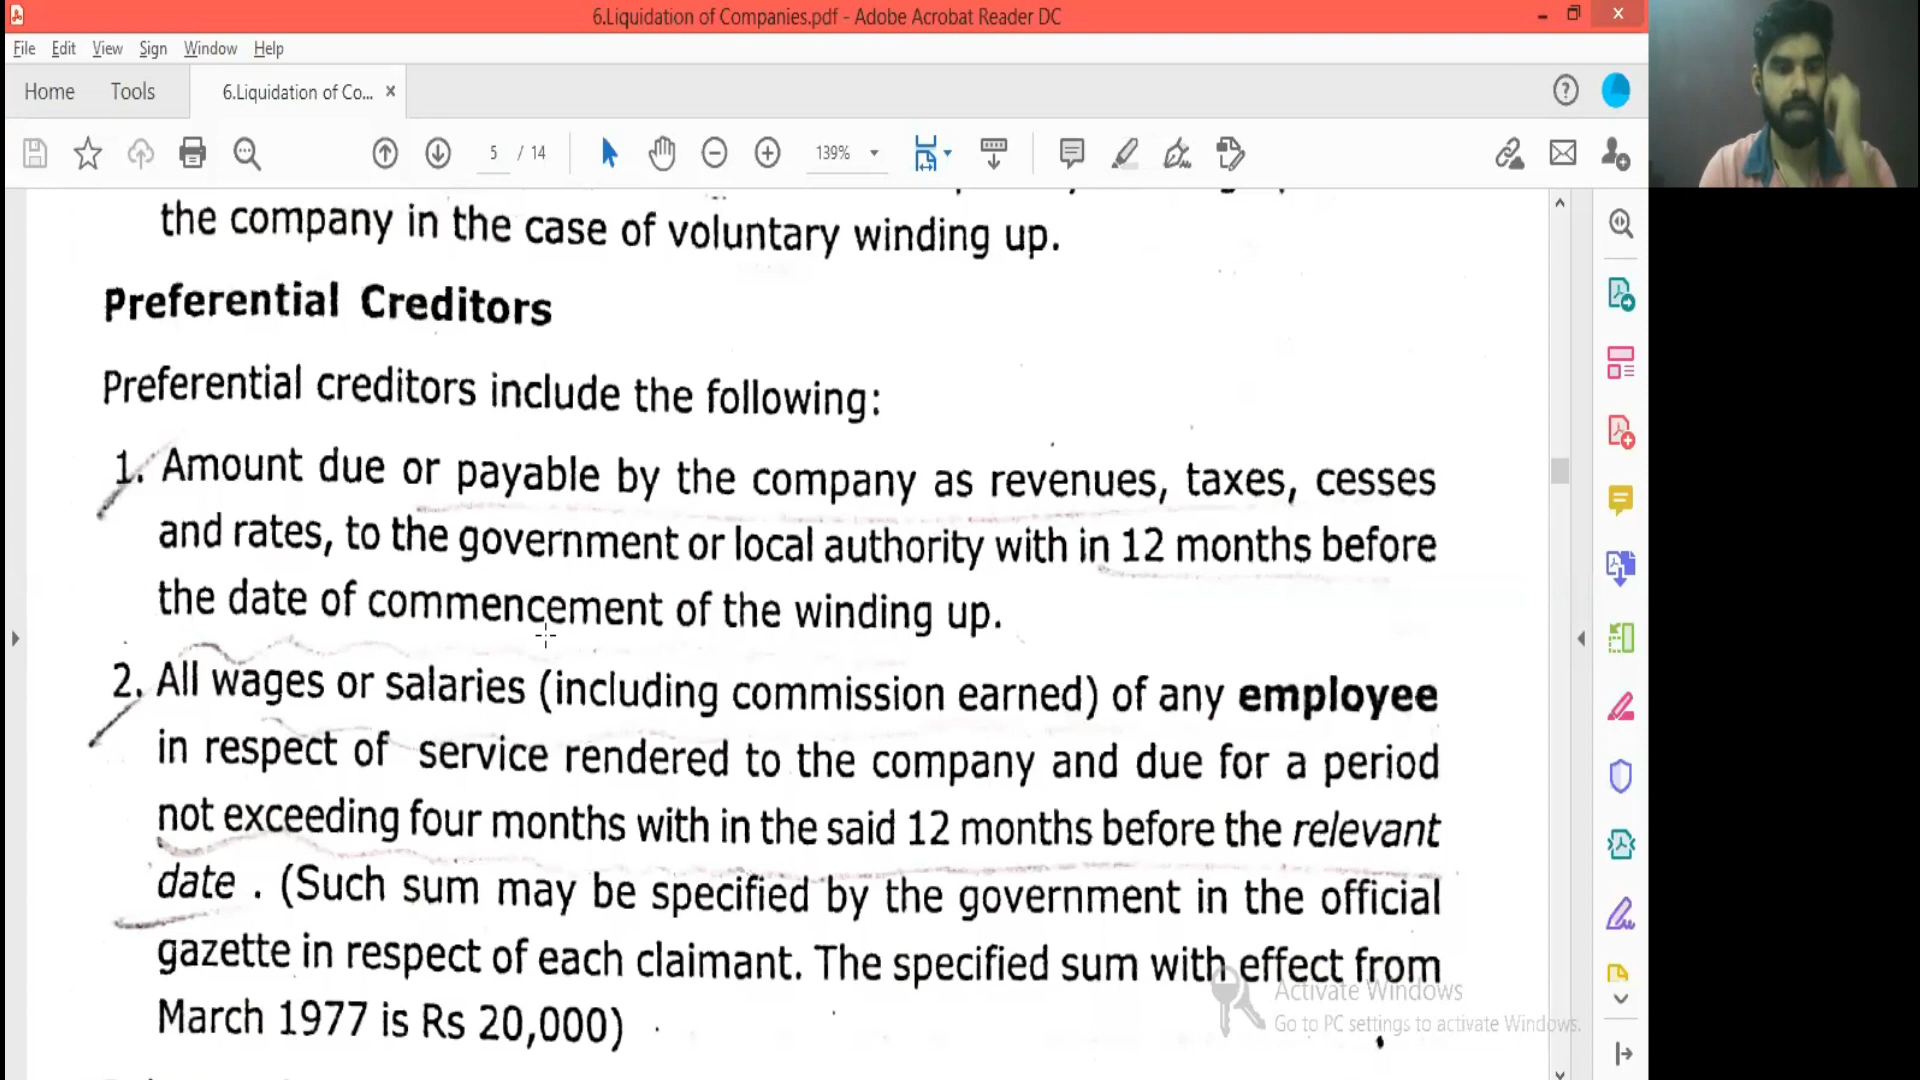 6.Liquidation of Companies.pdf - Adobe Acrobat Reader DC
File Edit View Sign Window Help
Home Tools 6.Liquidation of Co... ×
5 / 14 139%
the company in the case of voluntary winding up.
Preferential Creditors
Preferential creditors include the following:
1. Amount due or payable by the company as revenues, taxes, cesses
and rates, to the government or local authority with in 12 months before
the date of commencement of the winding up.
2. All wages or salaries (including commission earned) of any employee
in respect of service rendered to the company and due for a period
not exceeding four months with in the said 12 months before the relevant
date . (Such sum may be specified by the government in the official
gazette in respect of each claimant. The specified sum with effect from
March 1977 is Rs 20,000)
Activate Windows
Go to PC settings to activate Windows.